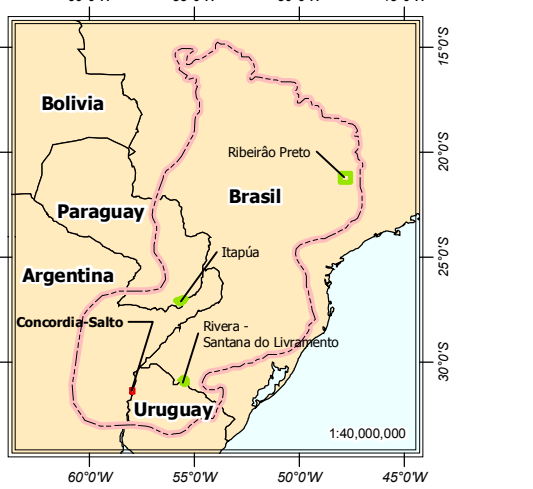 15°0'S
Bolivia
Ribeirâo Preto
20°0'S
Brasil
Paraguay
Itapúa
25°0'S
Argentina
Concordia-Salto
Rivera -
Santana do Livramento
30°0'S
Uruguay
1:40,000,000
60°0'W 55°0'W 50°0'W 45°0'W